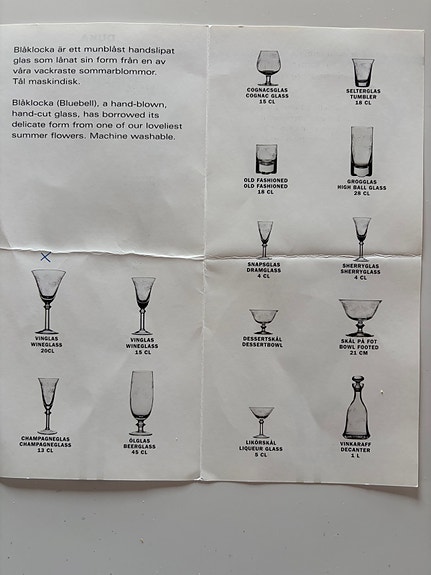 Blåklocka är ett munblåst handslipat
glas som lånat sin form från en av
våra vackraste sommarblommor.
Tål maskindisk.
Blåklocka (Bluebell), a hand-blown,
hand-cut glass, has borrowed its
delicate form from one of our loveliest
summer flowers. Machine washable.
X
VINGLAS
WINEGLASS
20CL
VINGLAS
WINEGLASS
15 CL
CHAMPAGNEGLAS
CHAMPAGNEGLASS
13 CL
ÖLGLAS
BEERGLASS
45 CL
COGNACSGLAS
COGNAC GLASS
15 CL
SELTERGLAS
TUMBLER
18 CL
OLD FASHIONED
OLD FASHIONED
18 CL
GROGGLAS
HIGH BALL GLASS
28 CL
SNAPSGLAS
DRAMGLASS
4 CL
SHERRYGLAS
SHERRYGLASS
4 CL
DESSERTSKÅL
DESSERTBOWL
SKÅL PÅ FOT
BOWL FOOTED
21 CM
LIKÖRSKÅL
LIQUEUR GLASS
5 CL
VINKARAFF
DECANTER
1 L